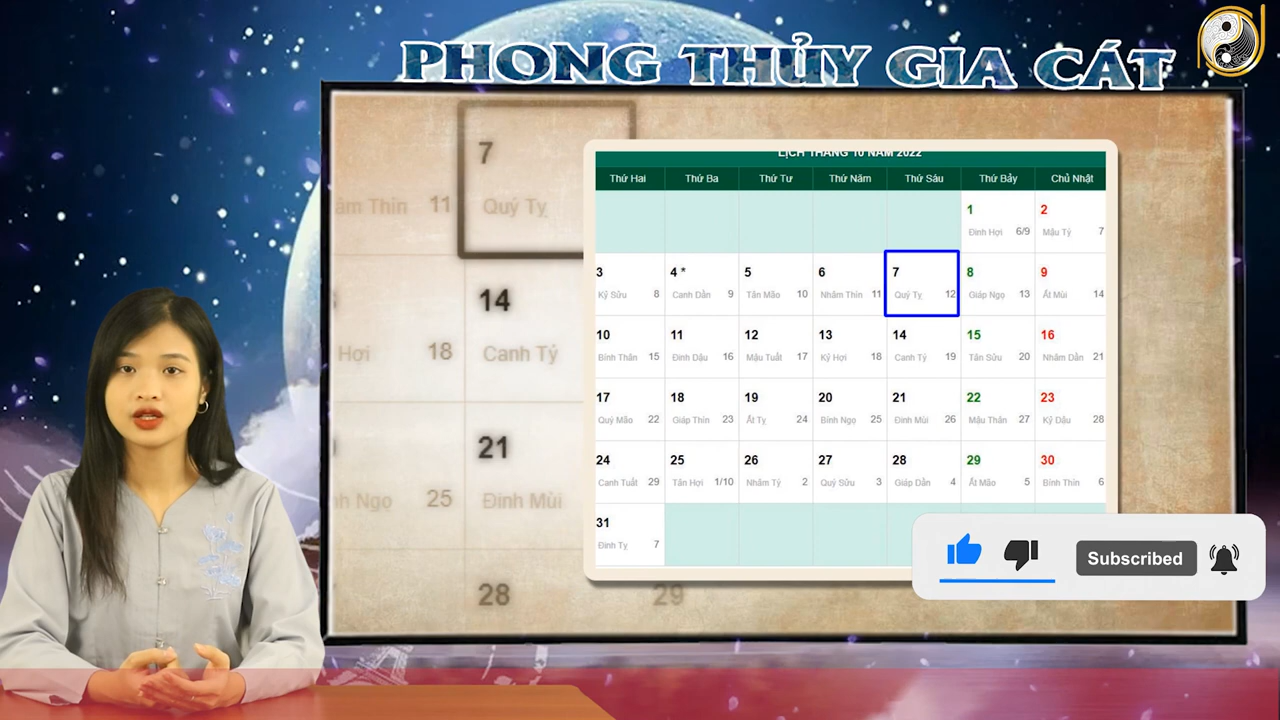 PHONG THỦY GIA CÁT
7
âm Thìn 11 Quý Tỵ
14
Hơi 18 Canh Tý
21
h Ngọ 25 Đinh Mùi
28 29
LỊCH THÁNG 10 NĂM 2022
Thứ Hai Thứ Ba Thứ Tư Thứ Năm Thứ Sáu Thứ Bảy Chủ Nhật
1 2
Đinh Hợi 6/9 Mậu Tý 7
3 4 * 5 6 7 8 9
Kỷ Sửu 8 Canh Dần 9 Tân Mão 10 Nhâm Thìn 11 Quý Tỵ 12 Giáp Ngọ 13 Ất Mùi 14
10 11 12 13 14 15 16
Bính Thân 15 Đinh Dậu 16 Mậu Tuất 17 Kỷ Hợi 18 Canh Tý 19 Tân Sửu 20 Nhâm Dần 21
17 18 19 20 21 22 23
Quý Mão 22 Giáp Thìn 23 Ất Tỵ 24 Bính Ngọ 25 Đinh Mùi 26 Mậu Thân 27 Kỷ Dậu 28
24 25 26 27 28 29 30
Canh Tuất 29 Tân Hợi 1/10 Nhâm Tý 2 Quý Sửu 3 Giáp Dần 4 Ất Mão 5 Bính Thìn 6
31
Đinh Tỵ 7
Subscribed